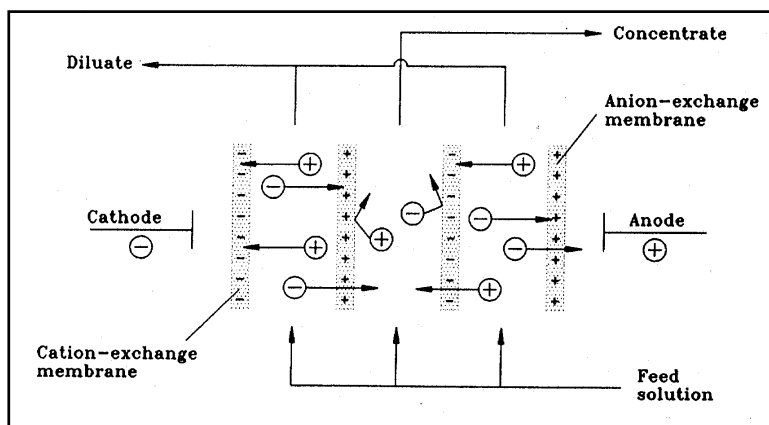 Concentrate
Diluate
Anion-exchange
membrane
Cathode
Anode
Cation-exchange
membrane
Feed
solution